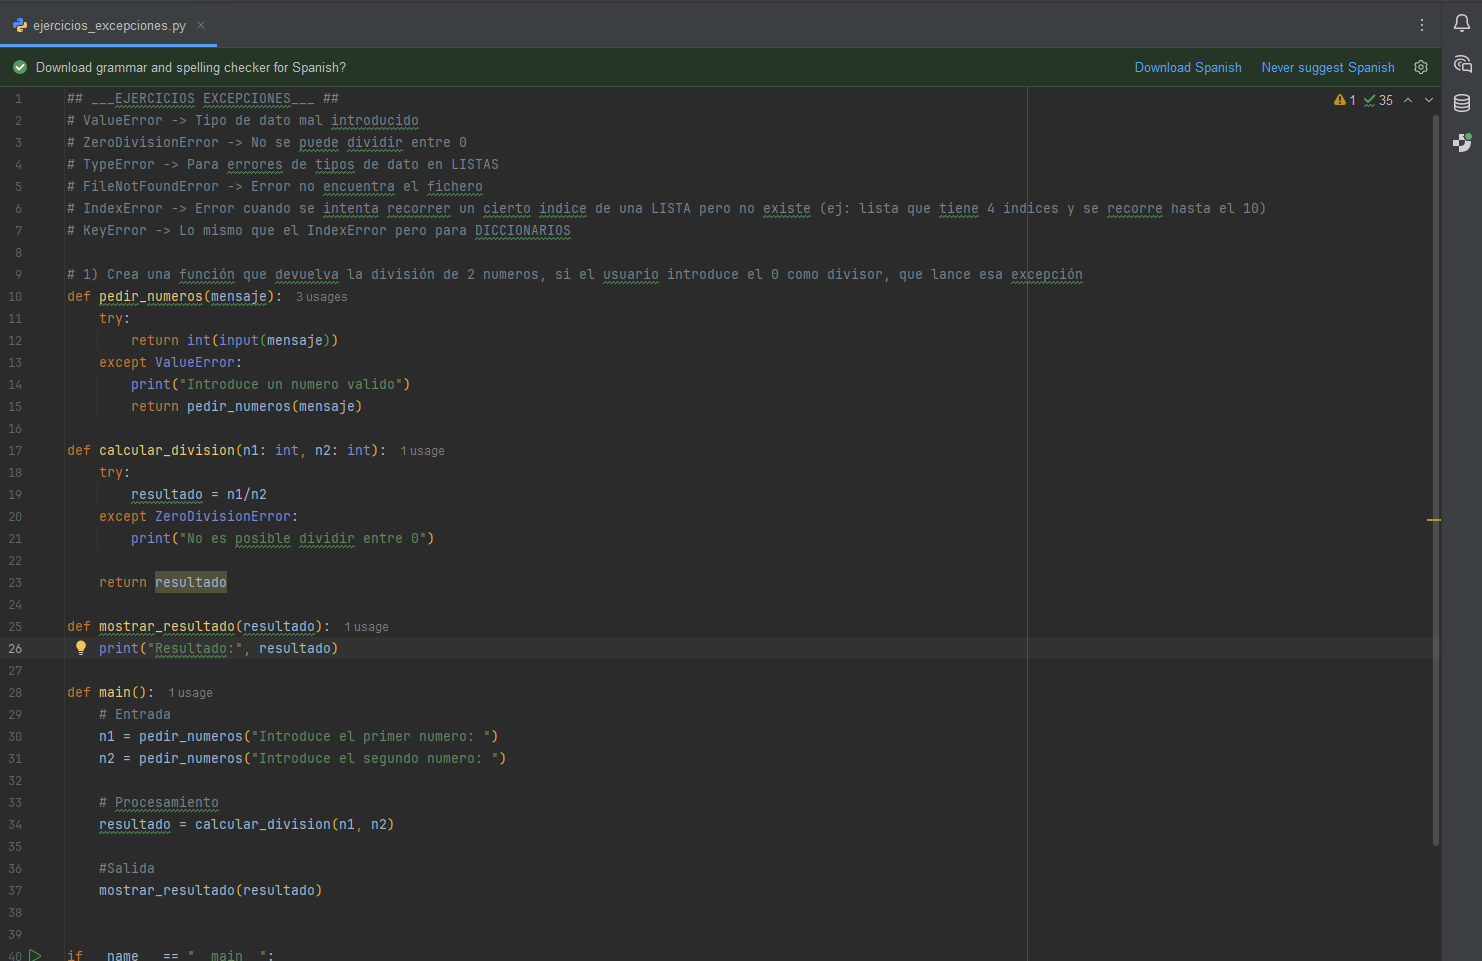 ejercicios_excepciones.py
Download grammar and spelling checker for Spanish? Download Spanish Never suggest Spanish
1 ## ___EJERCICIOS EXCEPCIONES___ ## 1 35
2 # ValueError -> Tipo de dato mal introducido
3 # ZeroDivisionError -> No se puede dividir entre 0
4 # TypeError -> Para errores de tipos de dato en LISTAS
5 # FileNotFoundError -> Error no encuentra el fichero
6 # IndexError -> Error cuando se intenta recorrer un cierto índice de una LISTA pero no existe (ej: lista que tiene 4 indices y se recorre hasta el 10)
7 # KeyError -> Lo mismo que el IndexError pero para DICCIONARIOS
8
9 # 1) Crea una función que devuelva la división de 2 numeros, si el usuario introduce el 0 como divisor, que lance esa excepción
10 def pedir_numeros(mensaje): 3 usages
11 try:
12 return int(input(mensaje))
13 except ValueError:
14 print("Introduce un numero valido")
15 return pedir_numeros(mensaje)
16
17 def calcular_division(n1: int, n2: int): 1 usage
18 try:
19 resultado = n1/n2
20 except ZeroDivisionError:
21 print("No es posible dividir entre 0")
22
23 return resultado
24
25 def mostrar_resultado(resultado): 1 usage
26 print("Resultado:", resultado)
27
28 def main(): 1 usage
29 # Entrada
30 n1 = pedir_numeros("Introduce el primer numero: ")
31 n2 = pedir_numeros("Introduce el segundo numero: ")
32
33 # Procesamiento
34 resultado = calcular_division(n1, n2)
35
36 #Salida
37 mostrar_resultado(resultado)
38
39
40 if __name__ == "__main__":